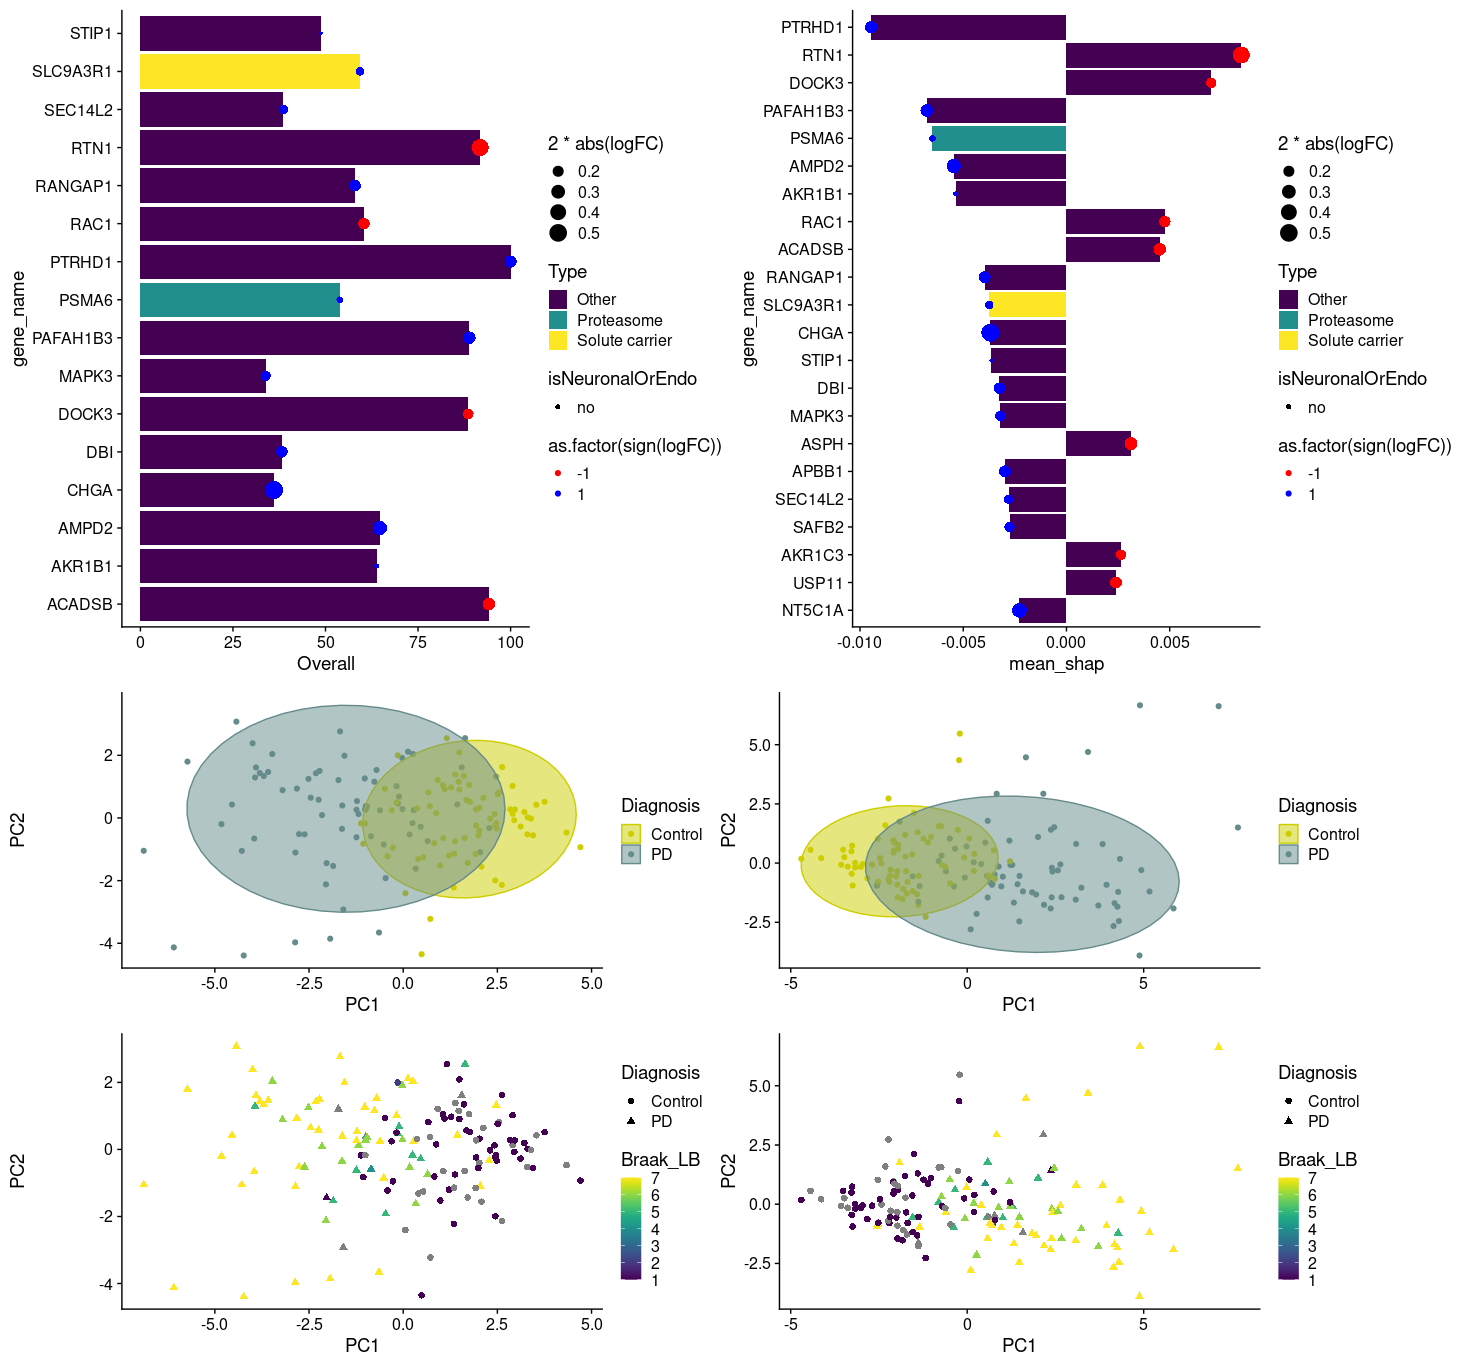 STIP1
SLC9A3R1
SEC14L2
RTN1
RANGAP1
RAC1
PTRHD1
PSMA6
PAFAH1B3
MAPK3
DOCK3
DBI
CHGA
AMPD2
AKR1B1
ACADSB
gene_name
0 25 50 75 100
Overall
2 * abs(logFC)
0.2
0.3
0.4
0.5
Type
Other
Proteasome
Solute carrier
isNeuronalOrEndo
no
as.factor(sign(logFC))
-1
1
PTRHD1
RTN1
DOCK3
PAFAH1B3
PSMA6
AMPD2
AKR1B1
RAC1
ACADSB
RANGAP1
SLC9A3R1
CHGA
STIP1
DBI
MAPK3
ASPH
APBB1
SEC14L2
SAFB2
AKR1C3
USP11
NT5C1A
gene_name
-0.010 -0.005 0.000 0.005
mean_shap
2 * abs(logFC)
0.2
0.3
0.4
0.5
Type
Other
Proteasome
Solute carrier
isNeuronalOrEndo
no
as.factor(sign(logFC))
-1
1
2
0
-2
-4
PC2
-5.0 -2.5 0.0 2.5 5.0
PC1
Diagnosis
Control
PD
5.0
2.5
0.0
-2.5
PC2
-5 0 5
PC1
Diagnosis
Control
PD
2
0
-2
-4
PC2
-5.0 -2.5 0.0 2.5 5.0
PC1
Diagnosis
Control
PD
Braak_LB
7
6
5
4
3
2
1
5.0
2.5
0.0
-2.5
PC2
-5 0 5
PC1
Diagnosis
Control
PD
Braak_LB
7
6
5
4
3
2
1